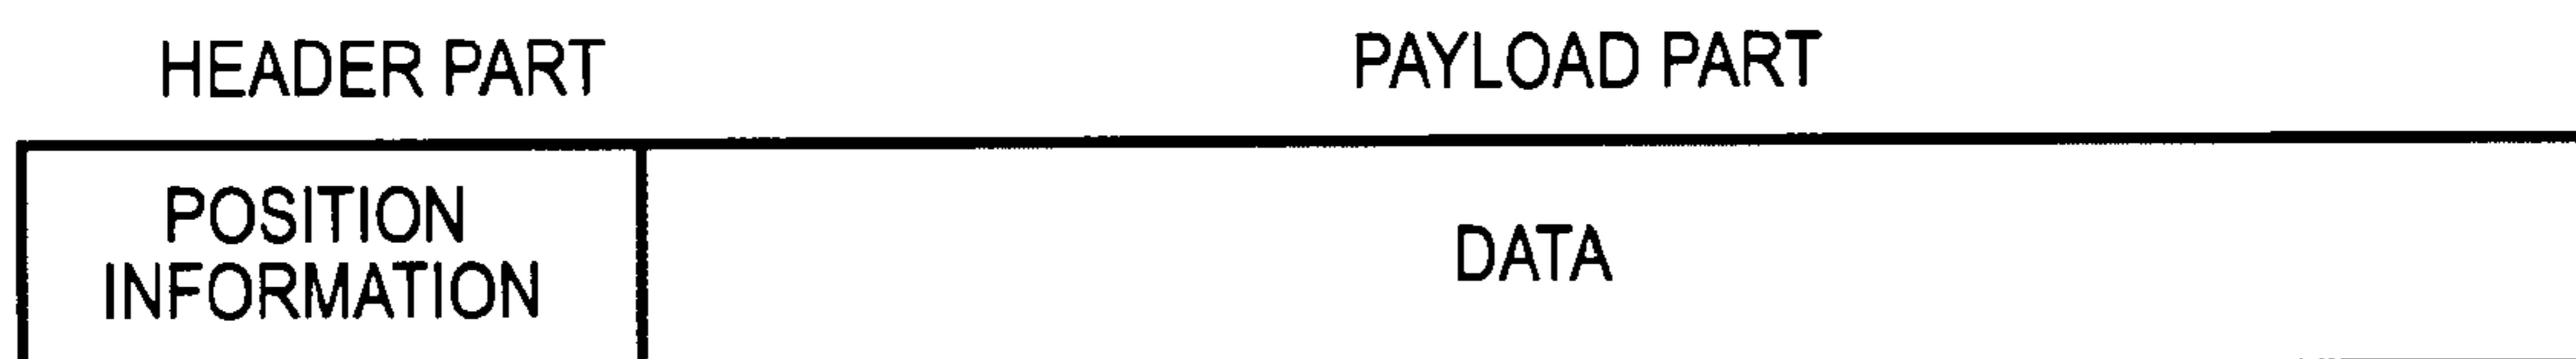 HEADER PART
PAYLOAD PART
POSITION
INFORMATION
DATA